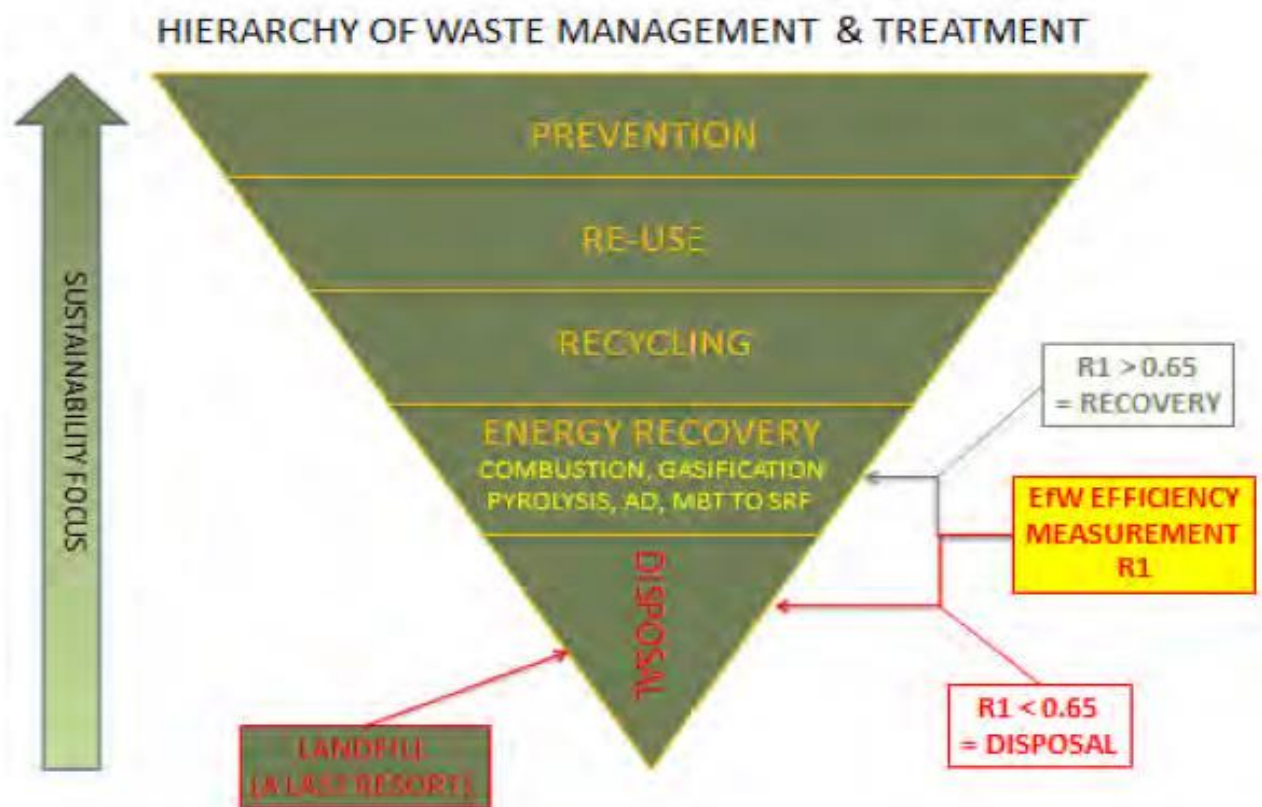 HIERARCHY OF WASTE MANAGEMENT & TREATMENT
SUSTAINABILITY FOCUS
PREVENTION
RE-USE
RECYCLING
ENERGY RECOVERY
COMBUSTION, GASIFICATION
PYROLYSIS, AD, MBT TO SRF
DISPOSAL
R1 > 0.65
= RECOVERY
EfW EFFICIENCY
MEASUREMENT
R1
R1 < 0.65
= DISPOSAL
LANDFILL
(A LAST RESORT)